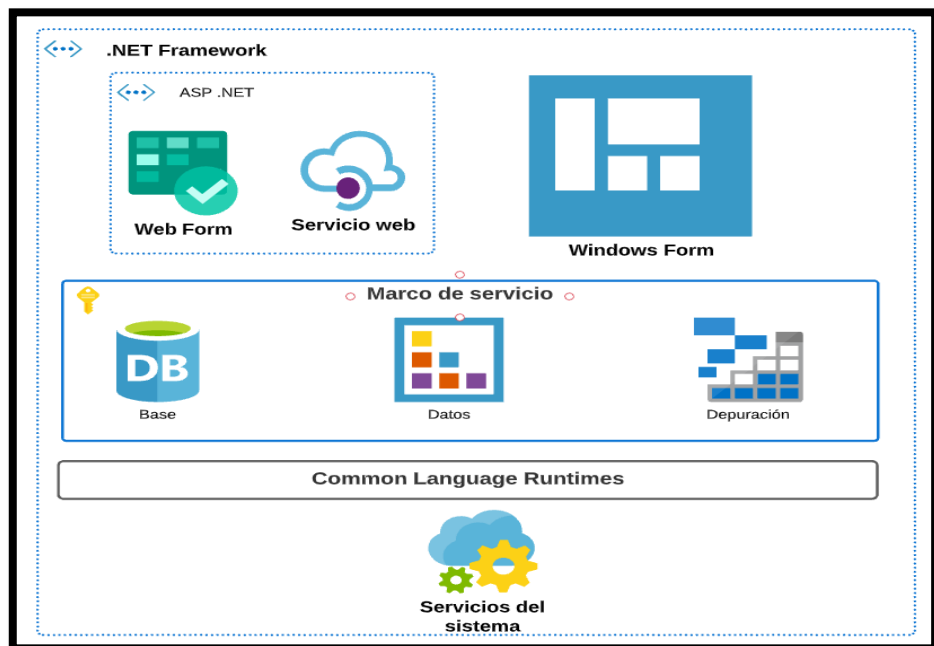 .NET Framework
ASP .NET
Web Form
Servicio web
Windows Form
Marco de servicio
DB
Base
Datos
Depuración
Common Language Runtimes
Servicios del
sistema